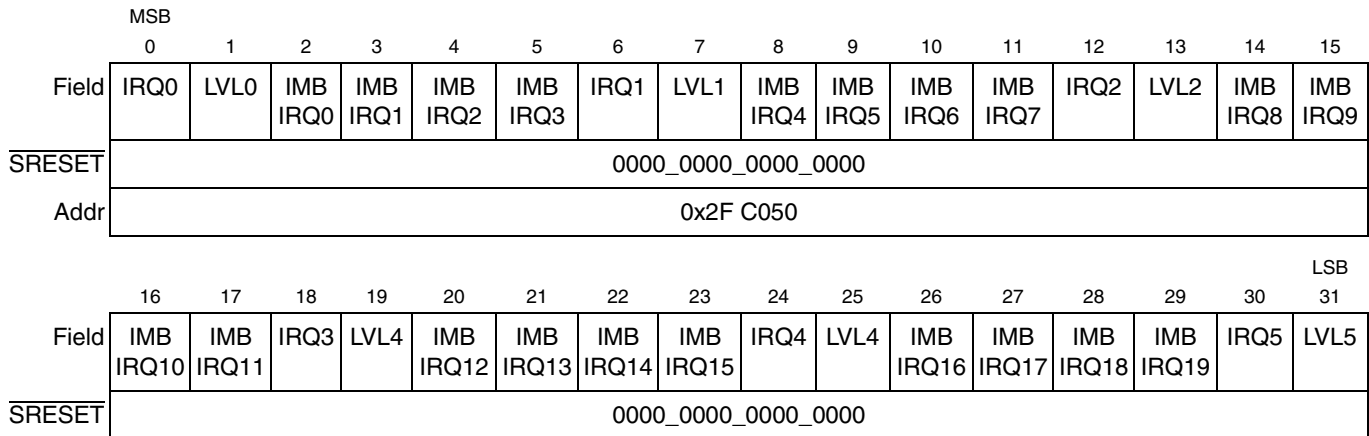 MSB
0 1 2 3 4 5 6 7 8 9 10 11 12 13 14 15
Field IRQ0 LVL0 IMB IMB IMB IMB IRQ1 LVL1 IMB IMB IMB IMB IRQ2 LVL2 IMB IMB
IRQ0 IRQ1 IRQ2 IRQ3 IRQ4 IRQ5 IRQ6 IRQ7 IRQ8 IRQ9
SRESET 0000_0000_0000_0000
Addr 0x2F C050
LSB
16 17 18 19 20 21 22 23 24 25 26 27 28 29 30 31
Field IMB IMB IRQ3 LVL4 IMB IMB IMB IMB IRQ4 LVL4 IMB IMB IMB IMB IRQ5 LVL5
IRQ10 IRQ11 IRQ12 IRQ13 IRQ14 IRQ15 IRQ16 IRQ17 IRQ18 IRQ19
SRESET 0000_0000_0000_0000